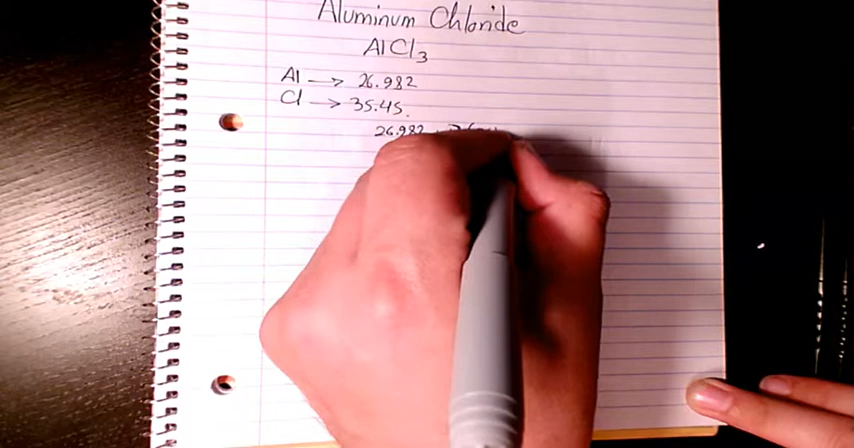 Aluminum Chloride
AlCl3
Al → 26.982
Cl → 35.45.
26.982